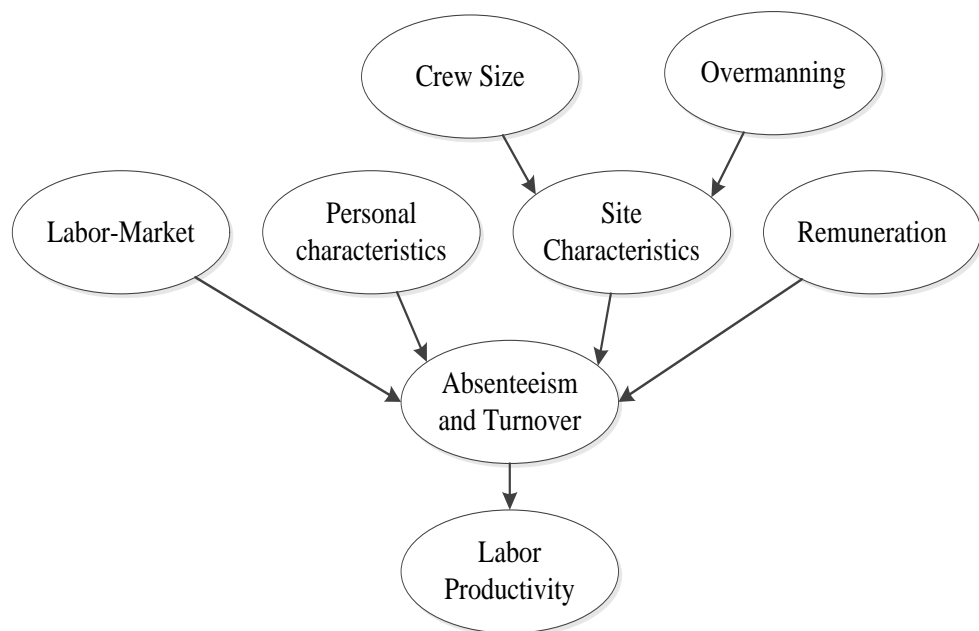 Crew Size
Overmanning
Labor-Market
Personal
characteristics
Site
Characteristics
Remuneration
Absenteeism
and Turnover
Labor
Productivity